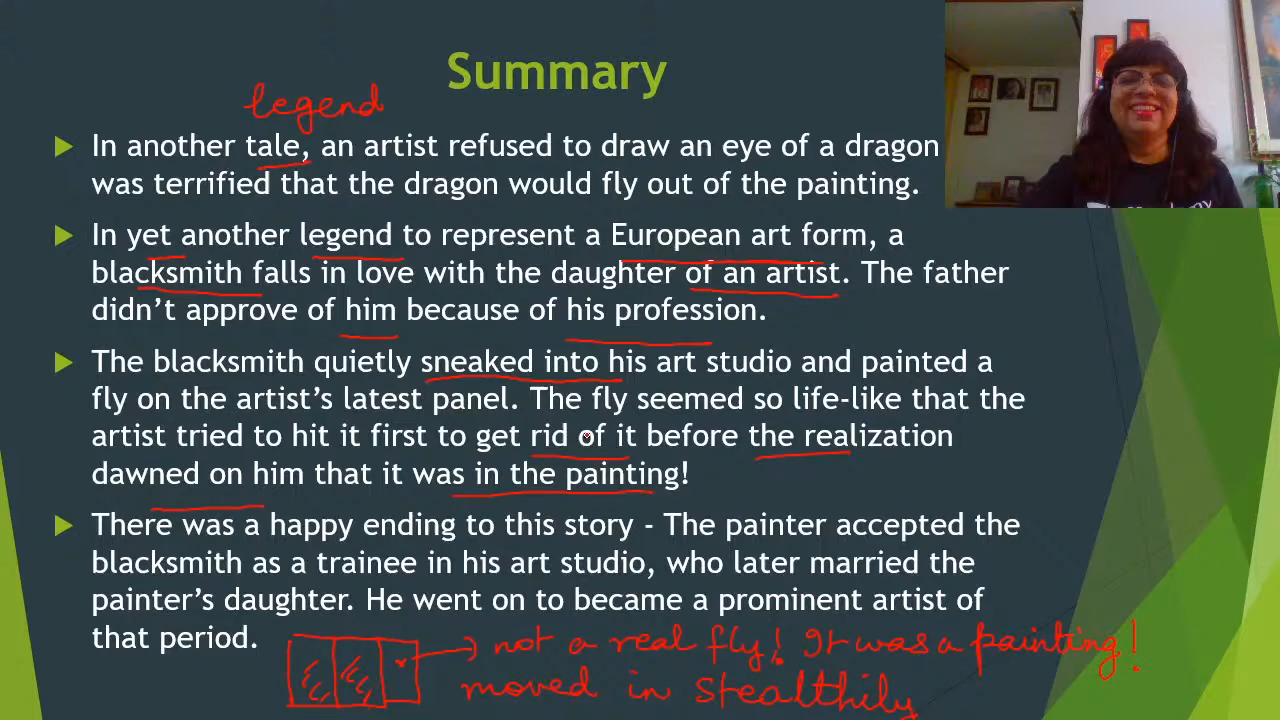 Summary
legend
In another tale, an artist refused to draw an eye of a dragon
was terrified that the dragon would fly out of the painting.
In yet another legend to represent a European art form, a
blacksmith falls in love with the daughter of an artist. The father
didn't approve of him because of his profession.
The blacksmith quietly sneaked into his art studio and painted a
fly on the artist's latest panel. The fly seemed so life-like that the
artist tried to hit it first to get rid of it before the realization
dawned on him that it was in the painting!
There was a happy ending to this story - The painter accepted the
blacksmith as a trainee in his art studio, who later married the
painter's daughter. He went on to became a prominent artist of
that period.
not a real fly! It was a painting!
moved in stealthily